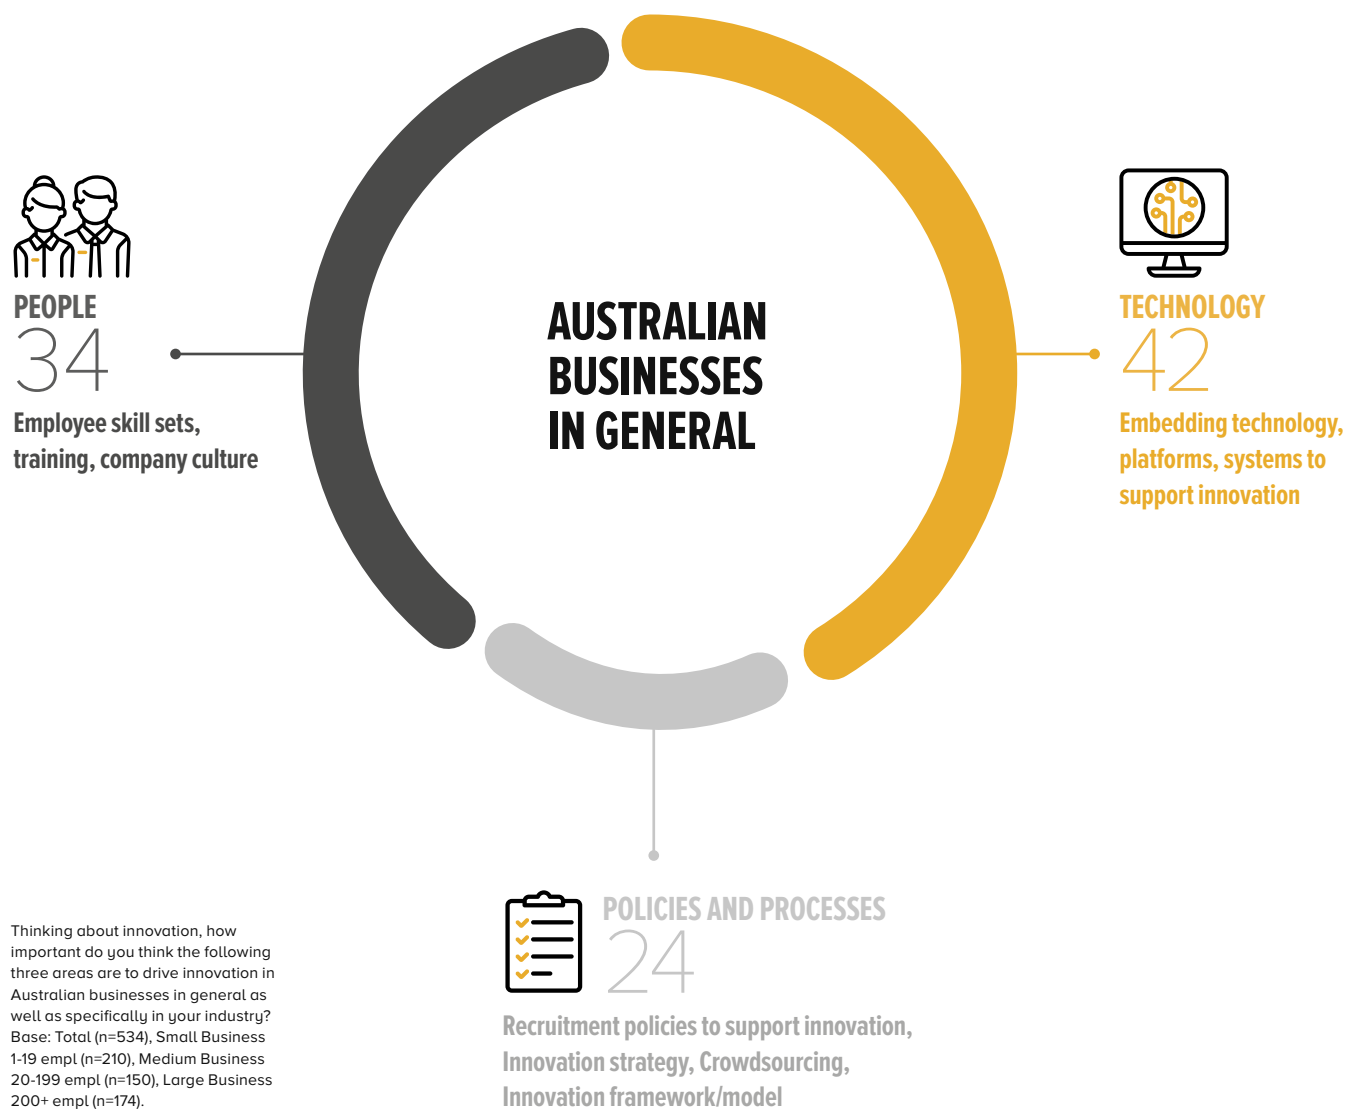 AUSTRALIAN
BUSINESSES
IN GENERAL
PEOPLE
34
Employee skill sets,
training, company culture
TECHNOLOGY
42
Embedding technology,
platforms, systems to
support innovation
POLICIES AND PROCESSES
24
Recruitment policies to support innovation,
Innovation strategy, Crowdsourcing,
Innovation framework/model
Thinking about innovation, how
important do you think the following
three areas are to drive innovation in
Australian businesses in general as
well as specifically in your industry?
Base: Total (n=534), Small Business
1-19 empl (n=210), Medium Business
20-199 empl (n=150), Large Business
200+ empl (n=174).